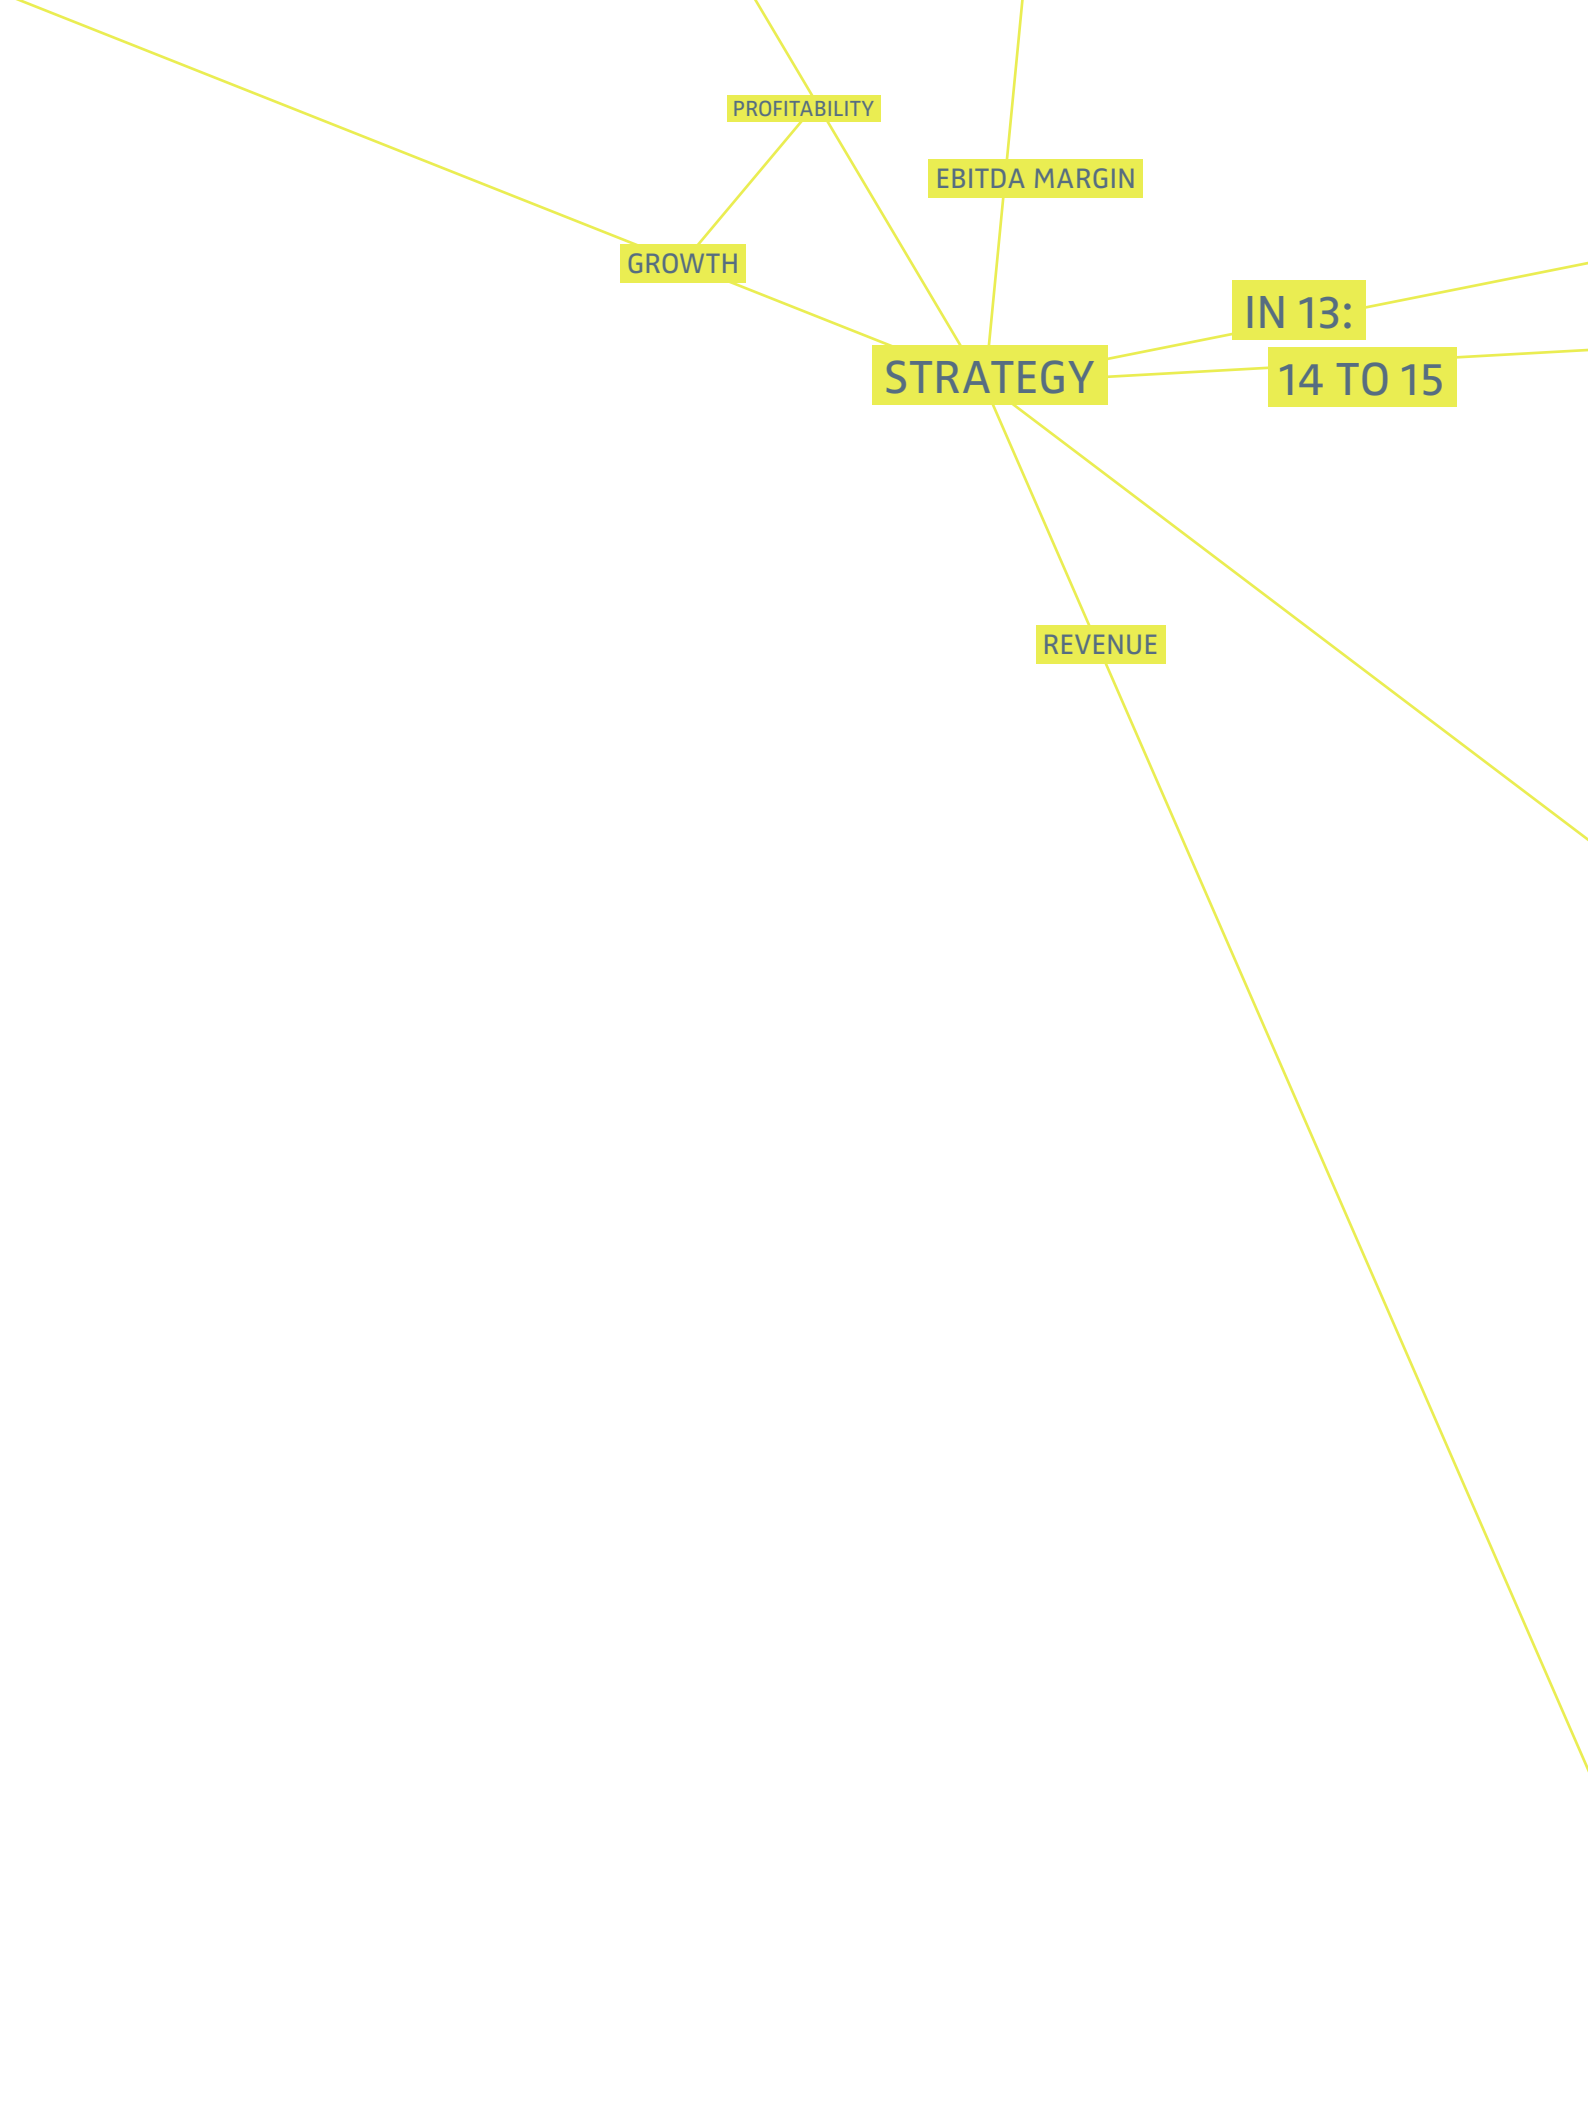 PROFITABILITY
EBITDA MARGIN
GROWTH
IN 13:
STRATEGY
14 TO 15
REVENUE